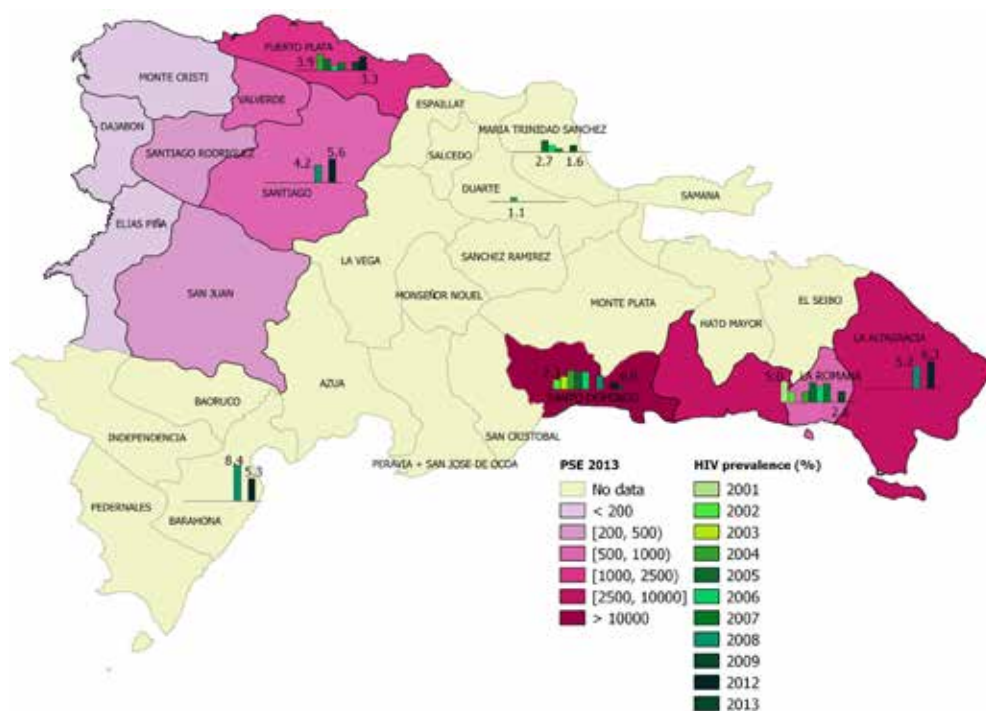 PUERTO PLATA
3.9
3.3
MONTE CRISTI
VALVERDE
ESPAILLAT
DAJABON
MARIA TRINIDAD SANCHEZ
SANTIAGO RODRIGUEZ
SALCEDO
2.7 1.6
4.2 5.6
SANTIAGO
DUARTE
SAMANA
1.1
ELIAS PIÑA
LA VEGA
SANCHEZ RAMIREZ
SAN JUAN
MONSEÑOR NOUEL
MONTE PLATA
EL SEIBO
HATO MAYOR
LA ALTAGRACIA
5.2 6.3
LA ROMANA
5.0
AZUA
SANTO DOMINGO
BAORUCO
INDEPENDENCIA
SAN CRISTOBAL
PERAVIA + SAN JOSE DE OCOA
8.4 5.3
PEDERNALES
BARAHONA
PSE 2013
No data
< 200
[200, 500)
[500, 1000)
[1000, 2500)
[2500, 10000]
> 10000
HIV prevalence (%)
2001
2002
2003
2004
2005
2006
2007
2008
2009
2012
2013